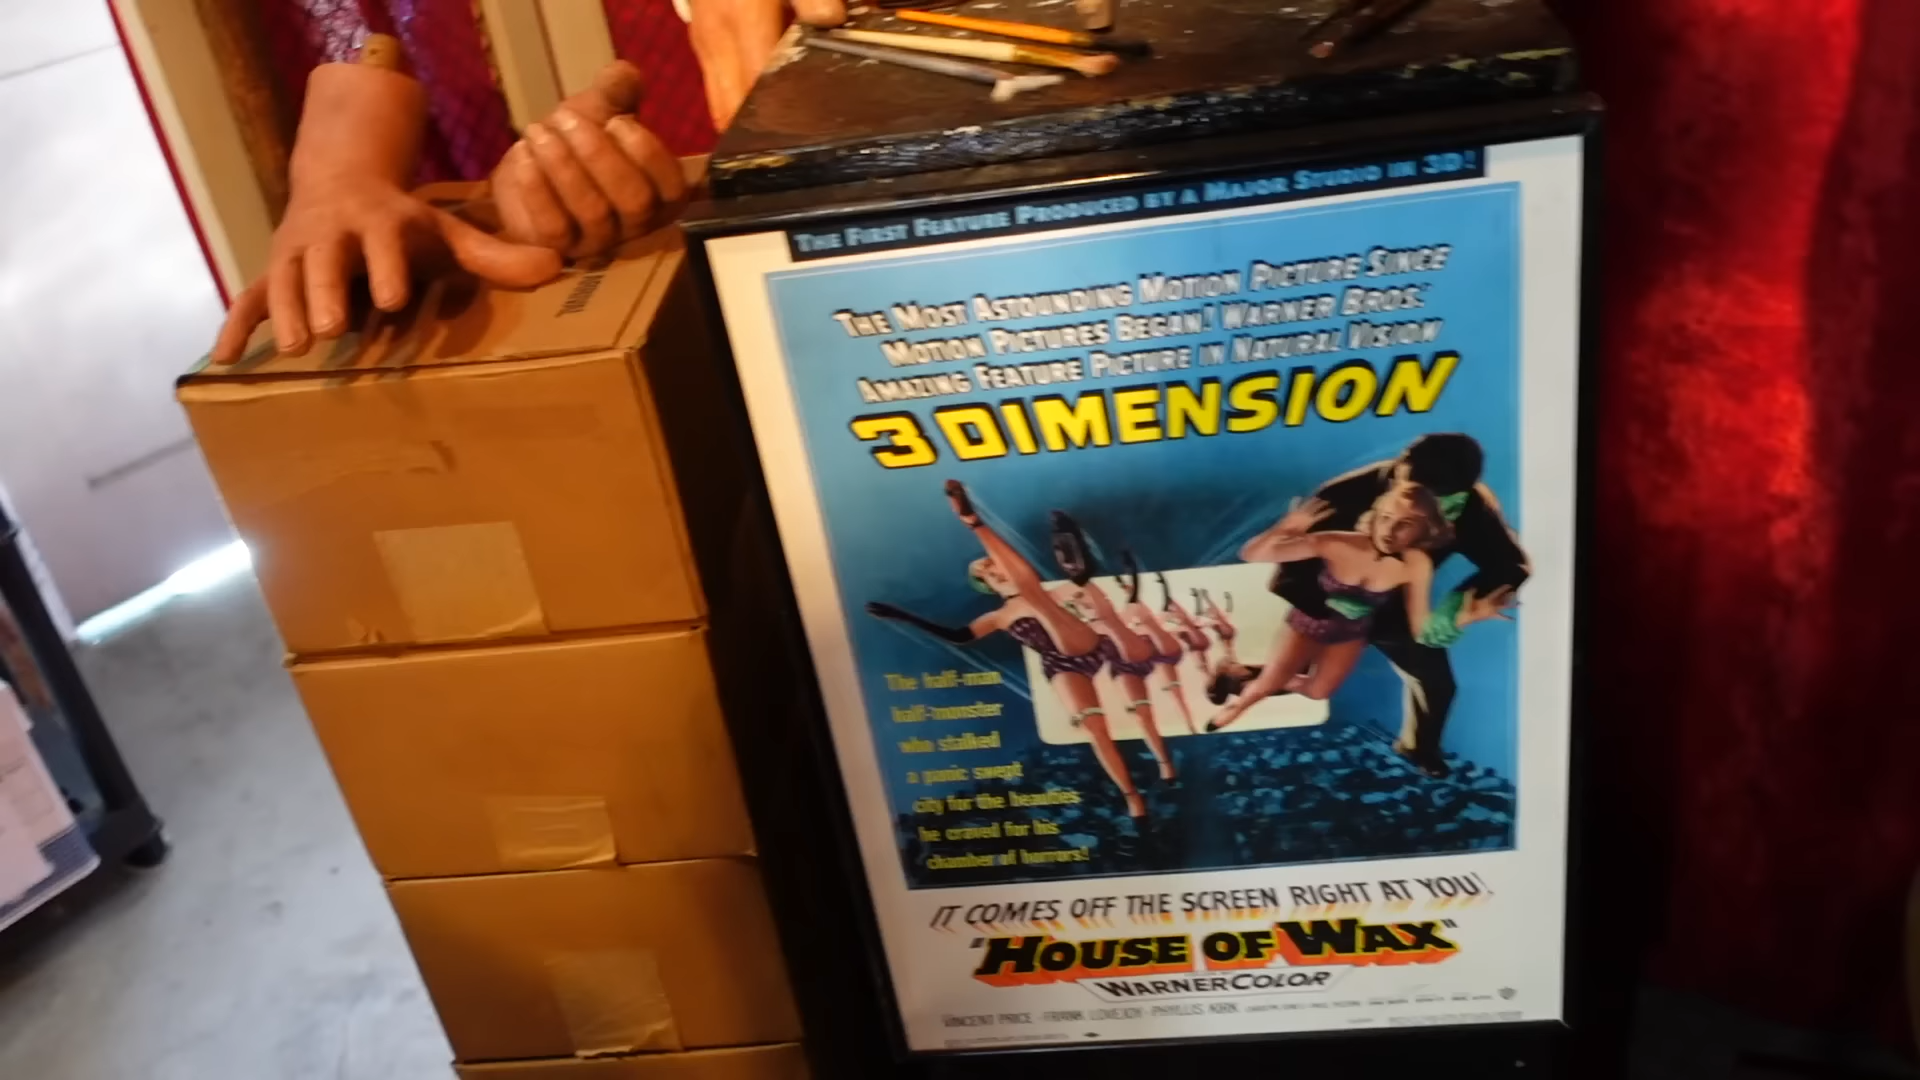 THE FIRST FEATURE PRODUCED BY A MAJOR STUDIO IN 3D!
THE MOST ASTOUNDING MOTION PICTURE SINCE
MOTION PICTURES BEGAN! WARNER BROS.'
AMAZING FEATURE PICTURE IN NATURAL VISION
3 DIMENSION
The half-man
half-monster
who stalked
a panic swept
city for the beauties
he craved for his
chamber of horrors!
IT COMES OFF THE SCREEN RIGHT AT YOU!
"HOUSE OF WAX"
WARNERCOLOR
VINCENT PRICE · FRANK LOVEJOY · PHYLLIS KIRK